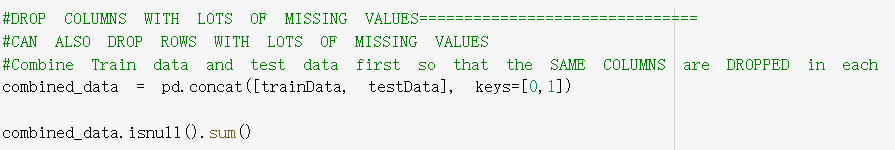 #DROP COLUMNS WITH LOTS OF MISSING VALUES===============================
#CAN ALSO DROP ROWS WITH LOTS OF MISSING VALUES
#Combine Train data and test data first so that the SAME COLUMNS are DROPPED in each
combined_data = pd.concat([trainData, testData], keys=[0,1])
combined_data.isnull().sum()